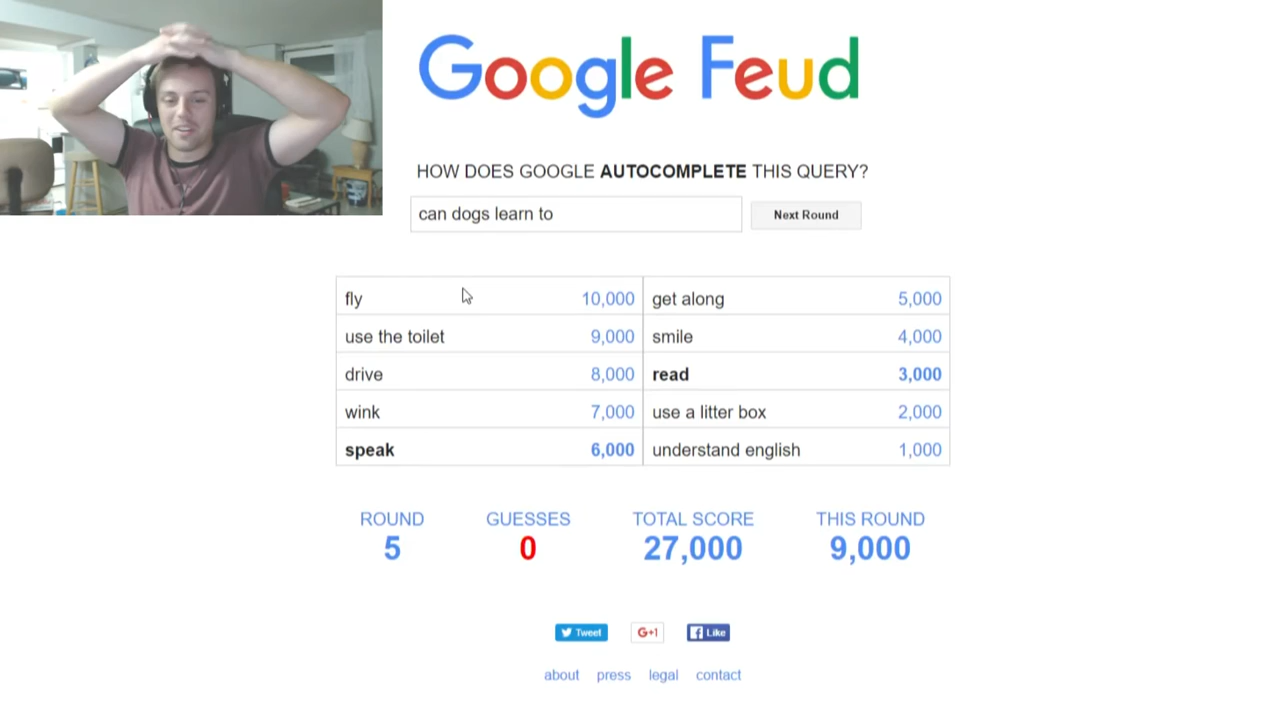 Google Feud
HOW DOES GOOGLE AUTOCOMPLETE THIS QUERY?
can dogs learn to
Next Round
fly 10,000
use the toilet 9,000
drive 8,000
wink 7,000
speak 6,000
get along 5,000
smile 4,000
read 3,000
use a litter box 2,000
understand english 1,000
ROUND GUESSES TOTAL SCORE THIS ROUND
5 0 27,000 9,000
Tweet G+1 Like
about press legal contact